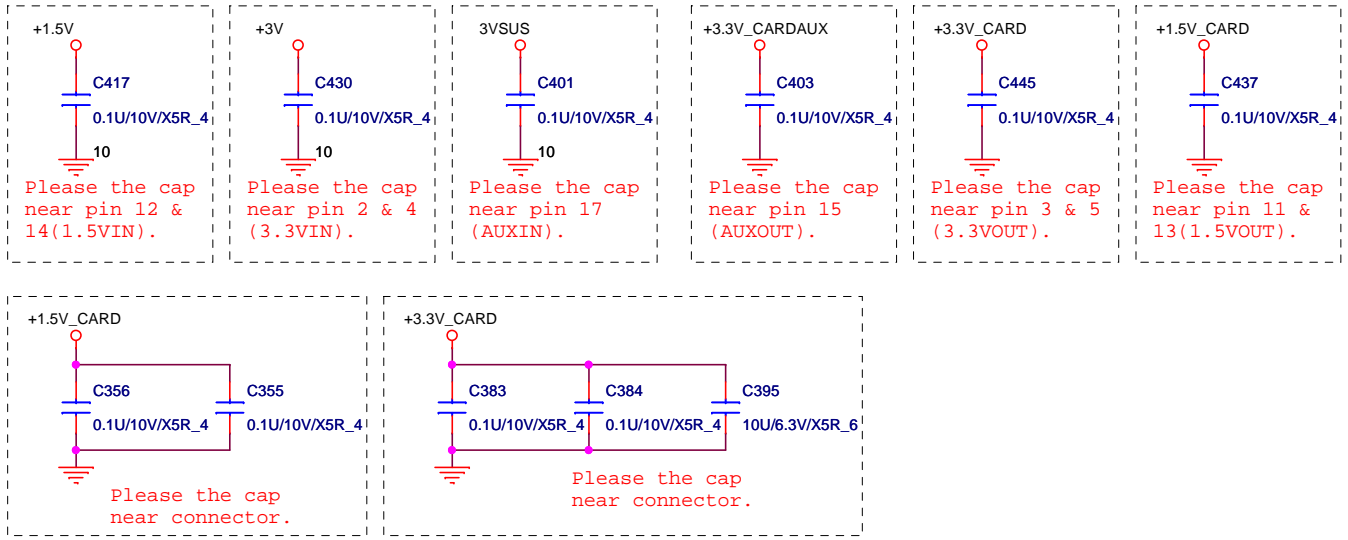 +1.5V
C417
0.1U/10V/X5R_4
10
Please the cap
near pin 12 &
14(1.5VIN).
+3V
C430
0.1U/10V/X5R_4
10
Please the cap
near pin 2 & 4
(3.3VIN).
3VSUS
C401
0.1U/10V/X5R_4
10
Please the cap
near pin 17
(AUXIN).
+3.3V_CARDAUX
C403
0.1U/10V/X5R_4
Please the cap
near pin 15
(AUXOUT).
+3.3V_CARD
C445
0.1U/10V/X5R_4
Please the cap
near pin 3 & 5
(3.3VOUT).
+1.5V_CARD
C437
0.1U/10V/X5R_4
Please the cap
near pin 11 &
13(1.5VOUT).
+1.5V_CARD
C356
0.1U/10V/X5R_4
C355
0.1U/10V/X5R_4
Please the cap
near connector.
+3.3V_CARD
C383
0.1U/10V/X5R_4
C384
0.1U/10V/X5R_4
C395
10U/6.3V/X5R_6
Please the cap
near connector.